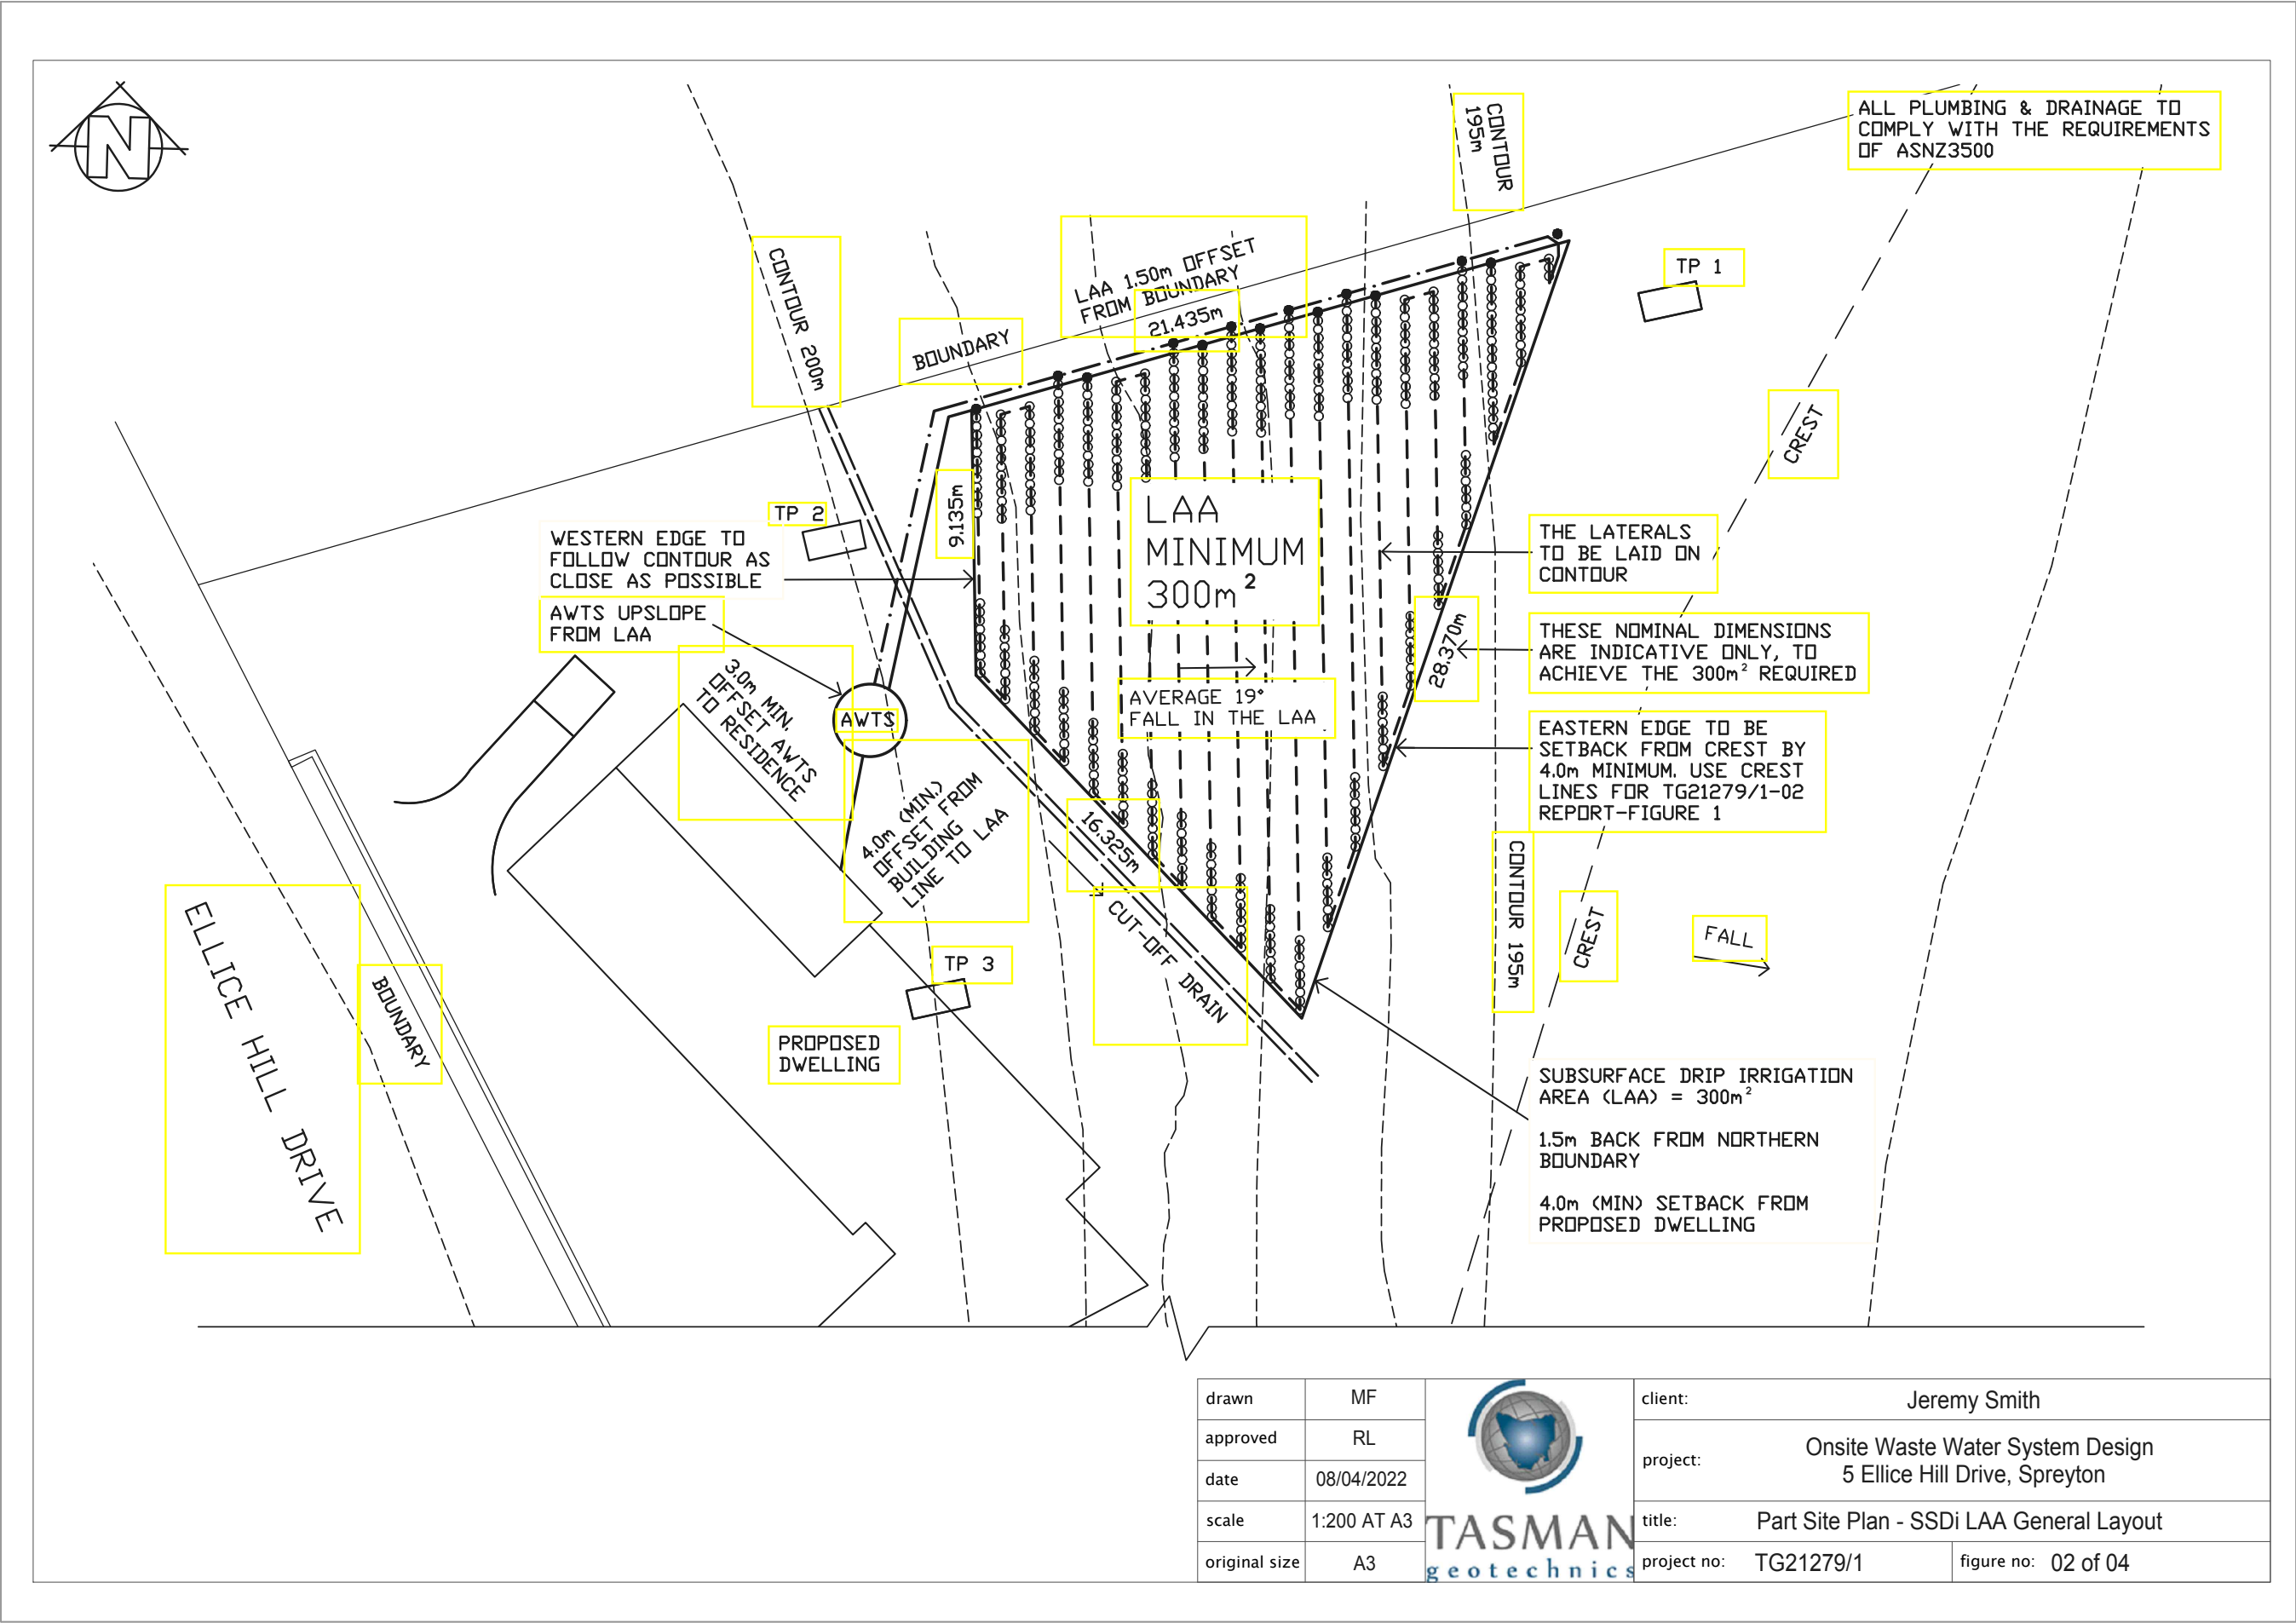 N
ALL PLUMBING & DRAINAGE TO
COMPLY WITH THE REQUIREMENTS
OF ASNZ3500
CONTOUR
195m
CONTOUR 200m
LAA 1.50m OFFSET
FROM BOUNDARY
21.435m
BOUNDARY
TP 1
CREST
TP 2
9.135m
LAA
MINIMUM
300m²
WESTERN EDGE TO
FOLLOW CONTOUR AS
CLOSE AS POSSIBLE
THE LATERALS
TO BE LAID ON
CONTOUR
AWTS UPSLOPE
FROM LAA
THESE NOMINAL DIMENSIONS
ARE INDICATIVE ONLY, TO
ACHIEVE THE 300m² REQUIRED
28.370m
3.0m MIN.
OFFSET AWTS
TO RESIDENCE
AWTS
AVERAGE 19°
FALL IN THE LAA
EASTERN EDGE TO BE
SETBACK FROM CREST BY
4.0m MINIMUM. USE CREST
LINES FOR TG21279/1-02
REPORT-FIGURE 1
4.0m (MIN.)
OFFSET FROM
BUILDING
LINE TO LAA
16.325m
CUT-OFF DRAIN
CONTOUR 195m
CREST
FALL
ELLICE HILL DRIVE
BOUNDARY
TP 3
PROPOSED
DWELLING
SUBSURFACE DRIP IRRIGATION
AREA (LAA) = 300m²
1.5m BACK FROM NORTHERN
BOUNDARY
4.0m (MIN) SETBACK FROM
PROPOSED DWELLING
drawn MF
approved RL
date 08/04/2022
scale 1:200 AT A3
original size A3
TASMAN
geotechnics
client: Jeremy Smith
project: Onsite Waste Water System Design
5 Ellice Hill Drive, Spreyton
title: Part Site Plan - SSDi LAA General Layout
project no: TG21279/1 figure no: 02 of 04